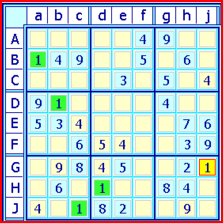 a b c d e f g h j
A 4 9
B 1 4 9 5 6
C 3 5 4
D 9 1 4
E 5 3 4 7 6
F 6 5 4 3 9
G 9 8 4 5 2 1
H 6 1 8 4
J 4 1 8 2 9